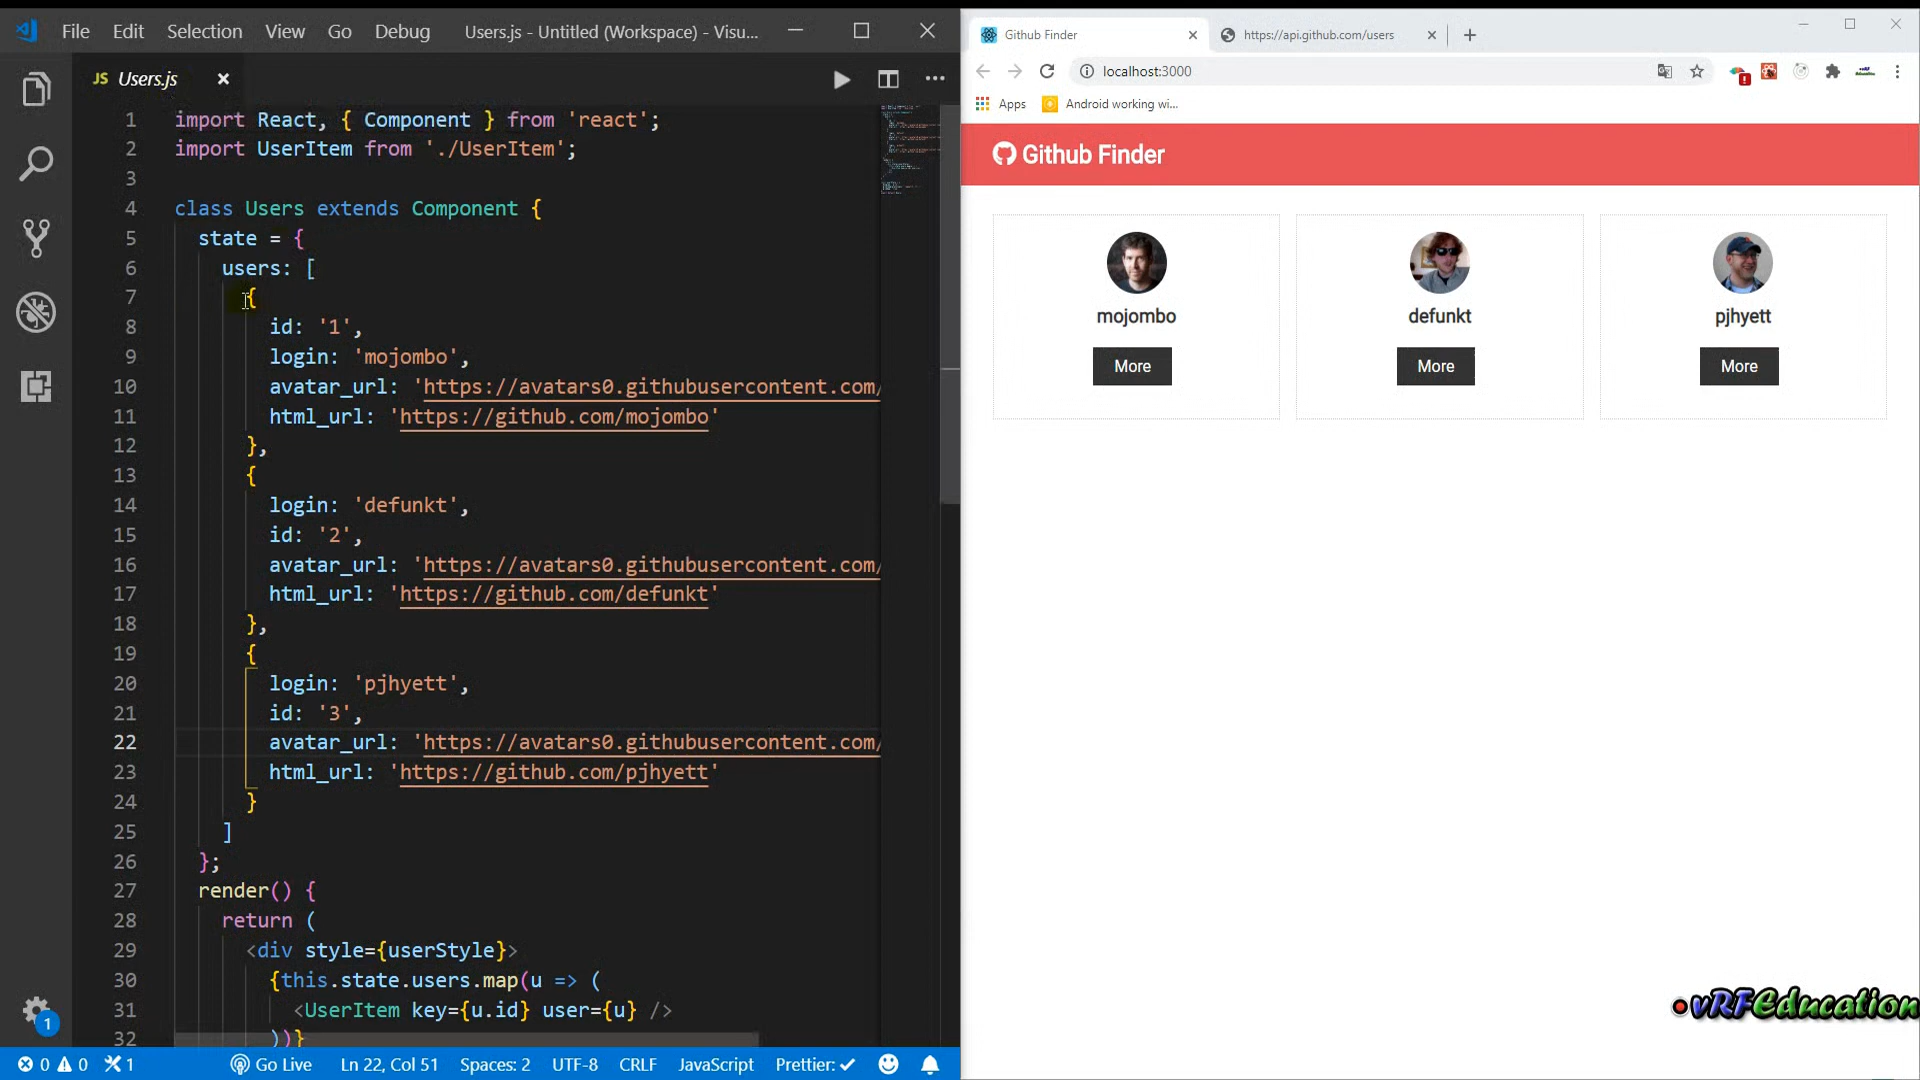 File Edit Selection View Go Debug Users.js - Untitled (Workspace) - Visu...
JS Users.js
1 import React, { Component } from 'react';
2 import UserItem from './UserItem';
3
4 class Users extends Component {
5 state = {
6 users: [
7 {
8 id: '1',
9 login: 'mojombo',
10 avatar_url: 'https://avatars0.githubusercontent.com/
11 html_url: 'https://github.com/mojombo'
12 },
13 {
14 login: 'defunkt',
15 id: '2',
16 avatar_url: 'https://avatars0.githubusercontent.com/
17 html_url: 'https://github.com/defunkt'
18 },
19 {
20 login: 'pjhyett',
21 id: '3',
22 avatar_url: 'https://avatars0.githubusercontent.com/
23 html_url: 'https://github.com/pjhyett'
24 }
25 ]
26 };
27 render() {
28 return (
29 <div style={userStyle}>
30 {this.state.users.map(u => (
31 <UserItem key={u.id} user={u} />
32 ))}
1
0 0 1 Go Live Ln 22, Col 51 Spaces: 2 UTF-8 CRLF JavaScript Prettier: ✓
Github Finder https://api.github.com/users
localhost:3000
Apps Android working wi...
Github Finder
mojombo defunkt pjhyett
More More More
vRFEducation